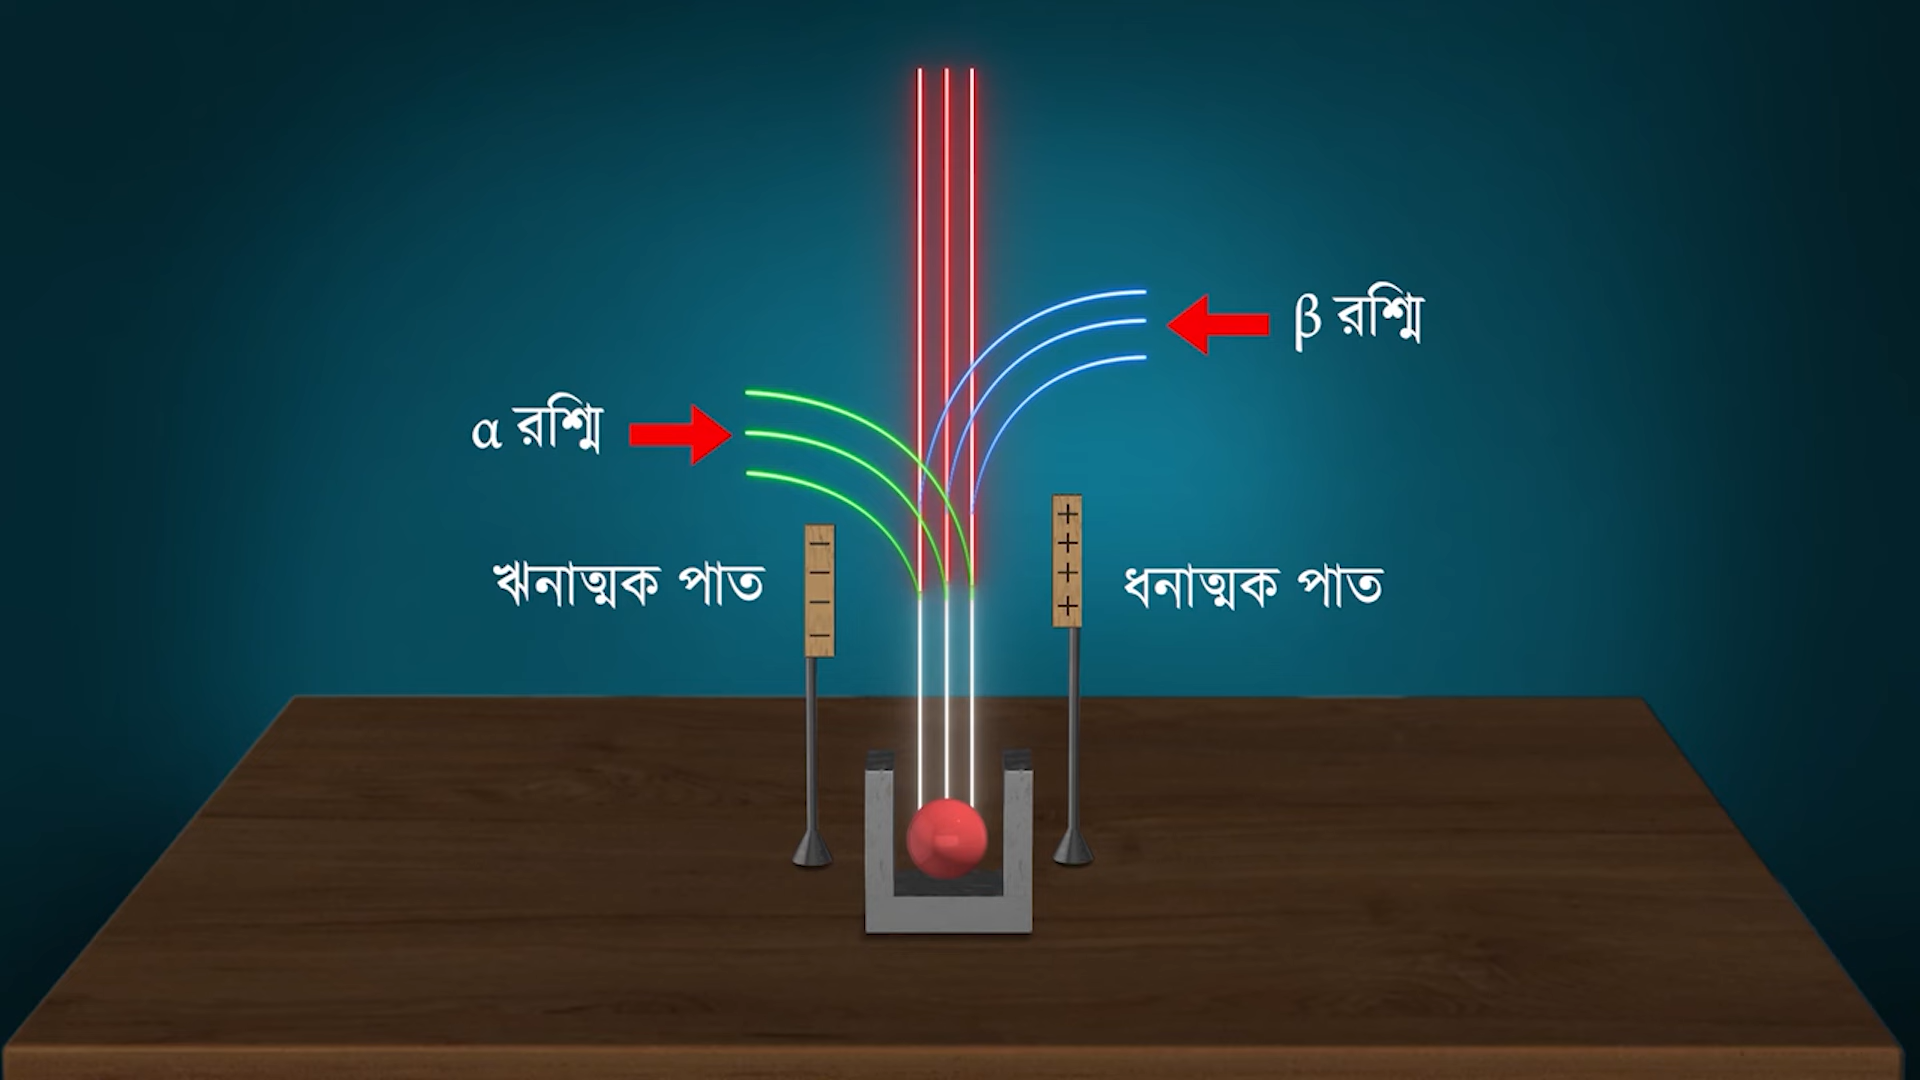 β রশ্মি
α রশ্মি
ঋনাত্মক পাত
ধনাত্মক পাত